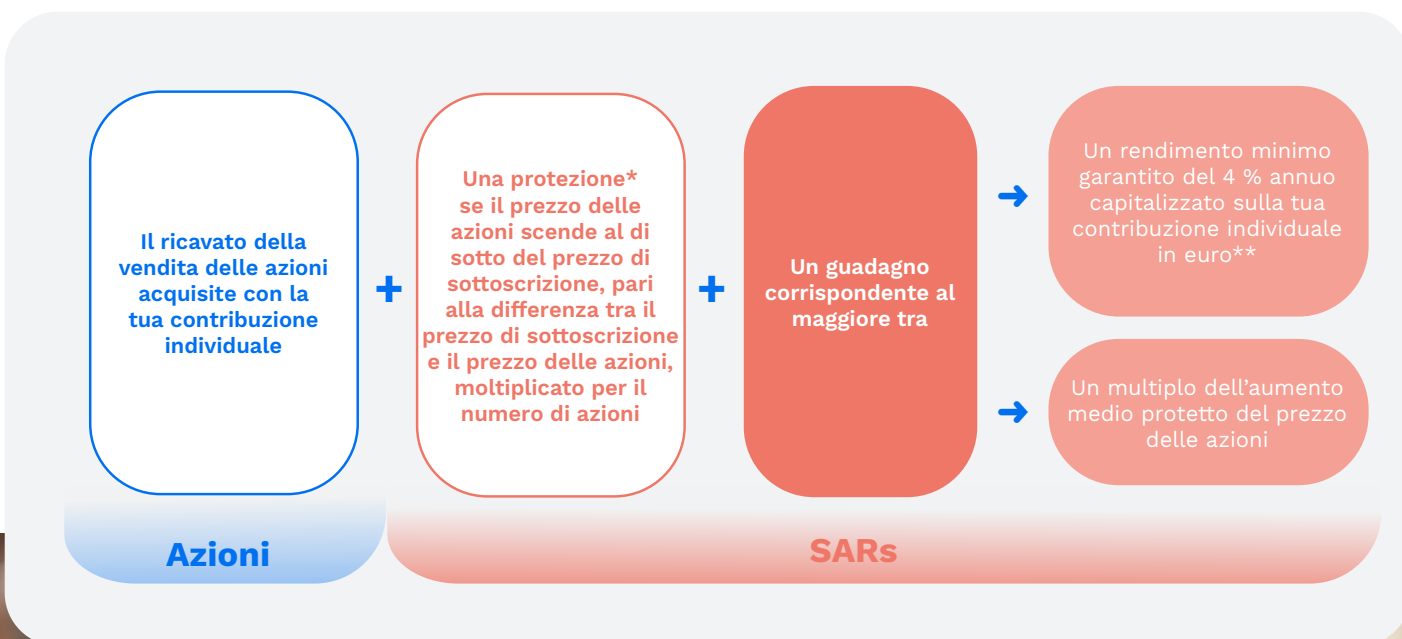 Il ricavato della
vendita delle azioni
acquisite con la
tua contribuzione
individuale
+
Una protezione*
se il prezzo delle
azioni scende al di
sotto del prezzo di
sottoscrizione, pari
alla differenza tra il
prezzo di sottoscrizione
e il prezzo delle azioni,
moltiplicato per il
numero di azioni
+
Un guadagno
corrispondente al
maggiore tra
Un rendimento minimo
garantito del 4 % annuo
capitalizzato sulla tua
contribuzione individuale
in euro**
Un multiplo dell’aumento
medio protetto del prezzo
delle azioni
Azioni
SARs